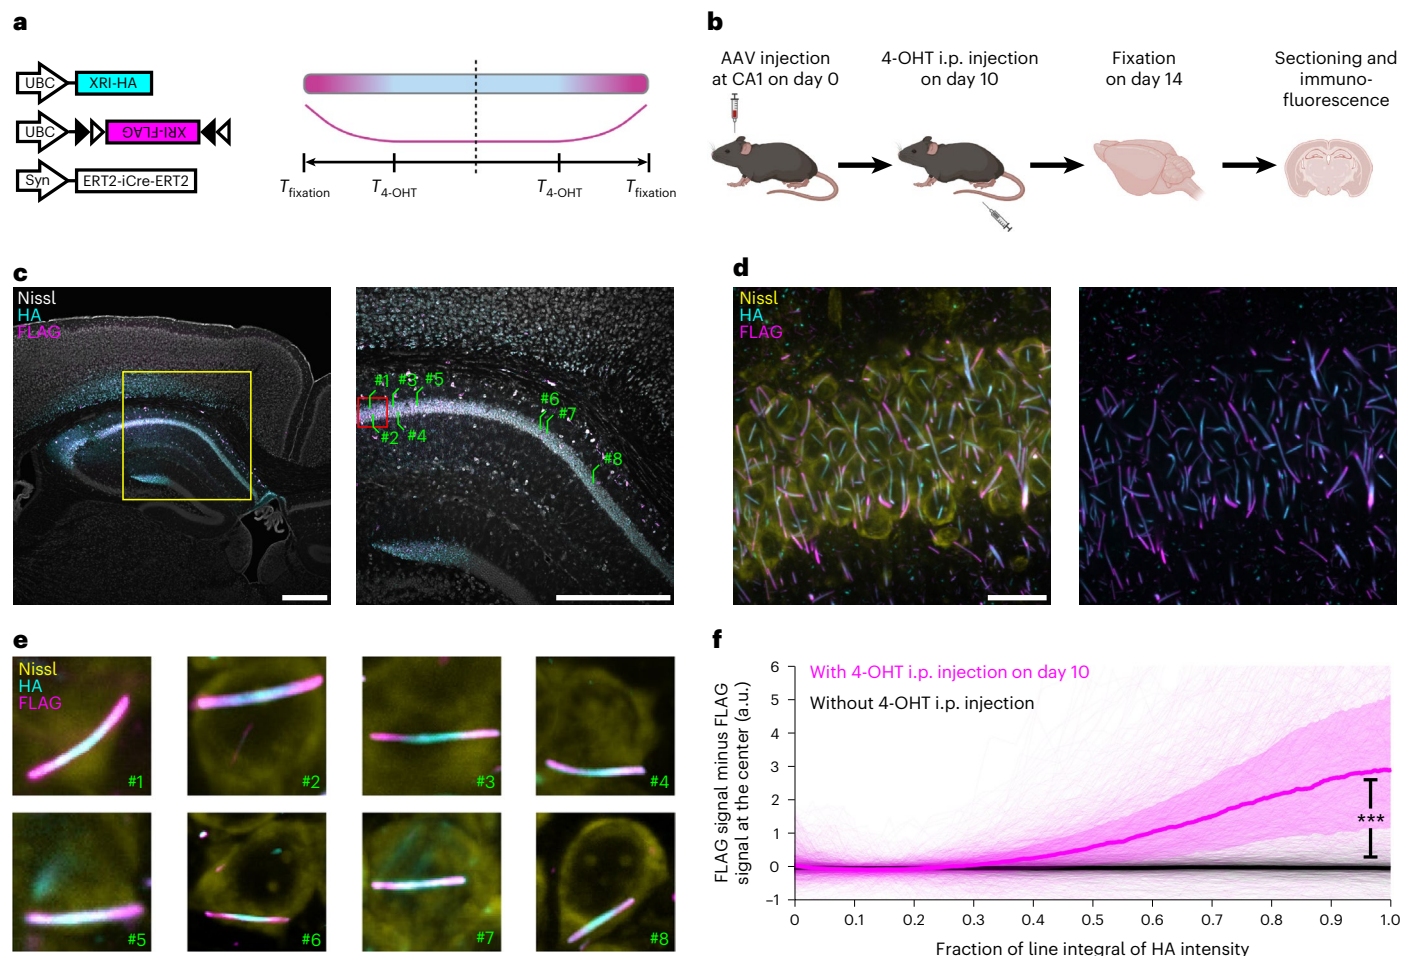 a
UBC XRI-HA
UBC XRI-FLAG
Syn ERT2-iCre-ERT2
Tfixation T4-OHT T4-OHT Tfixation
b
AAV injection
at CA1 on day 0
4-OHT i.p. injection
on day 10
Fixation
on day 14
Sectioning and
immuno-
fluorescence
c
Nissl
HA
FLAG
#1 #3 #5
#2 #4
#6
#7
#8
d
Nissl
HA
FLAG
e
Nissl
HA
FLAG
#1 #2 #3 #4
#5 #6 #7 #8
f
FLAG signal minus FLAG
signal at the center (a.u.)
6
5
4
3
2
1
0
–1
With 4-OHT i.p. injection on day 10
Without 4-OHT i.p. injection
***
0 0.1 0.2 0.3 0.4 0.5 0.6 0.7 0.8 0.9 1.0
Fraction of line integral of HA intensity